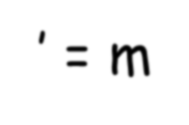 ' = m